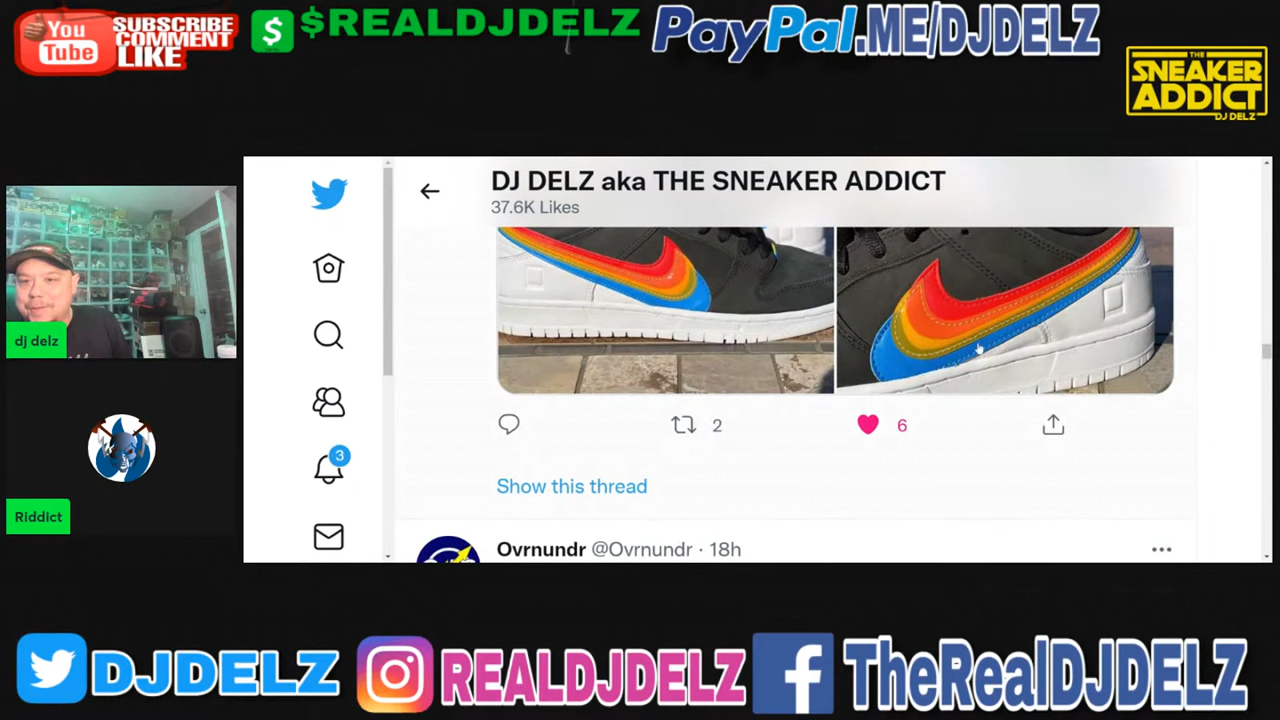 You
Tube
SUBSCRIBE
COMMENT
LIKE
$ $REALDJDELZ
PayPal.ME/DJDELZ
THE
SNEAKER
ADDICT
DJ DELZ
DJ DELZ aka THE SNEAKER ADDICT
37.6K Likes
dj delz
2
6
3
Show this thread
Riddict
Ovrnundr @Ovrnundr · 18h
DJDELZ
REALDJDELZ
f TheRealDJDELZ